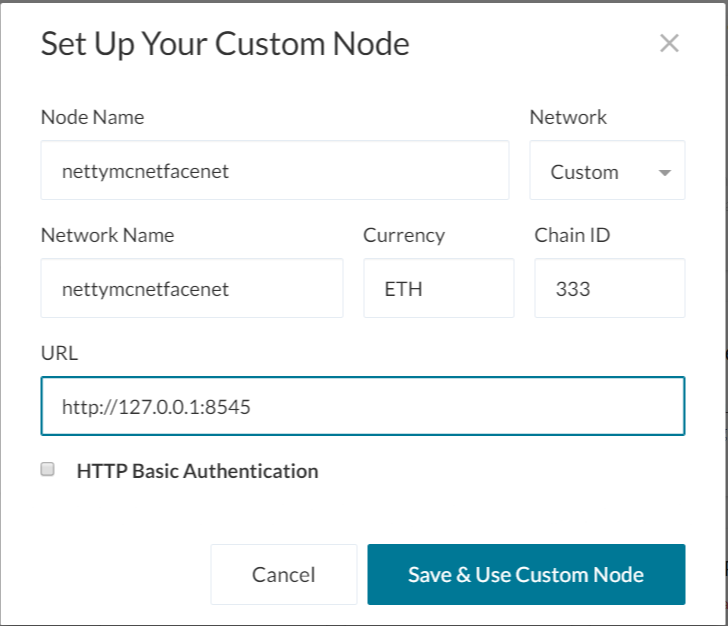 Set Up Your Custom Node
Node Name Network
nettymcnetfacenet Custom
Network Name Currency Chain ID
nettymcnetfacenet ETH 333
URL
http://127.0.0.1:8545
HTTP Basic Authentication
Cancel Save & Use Custom Node